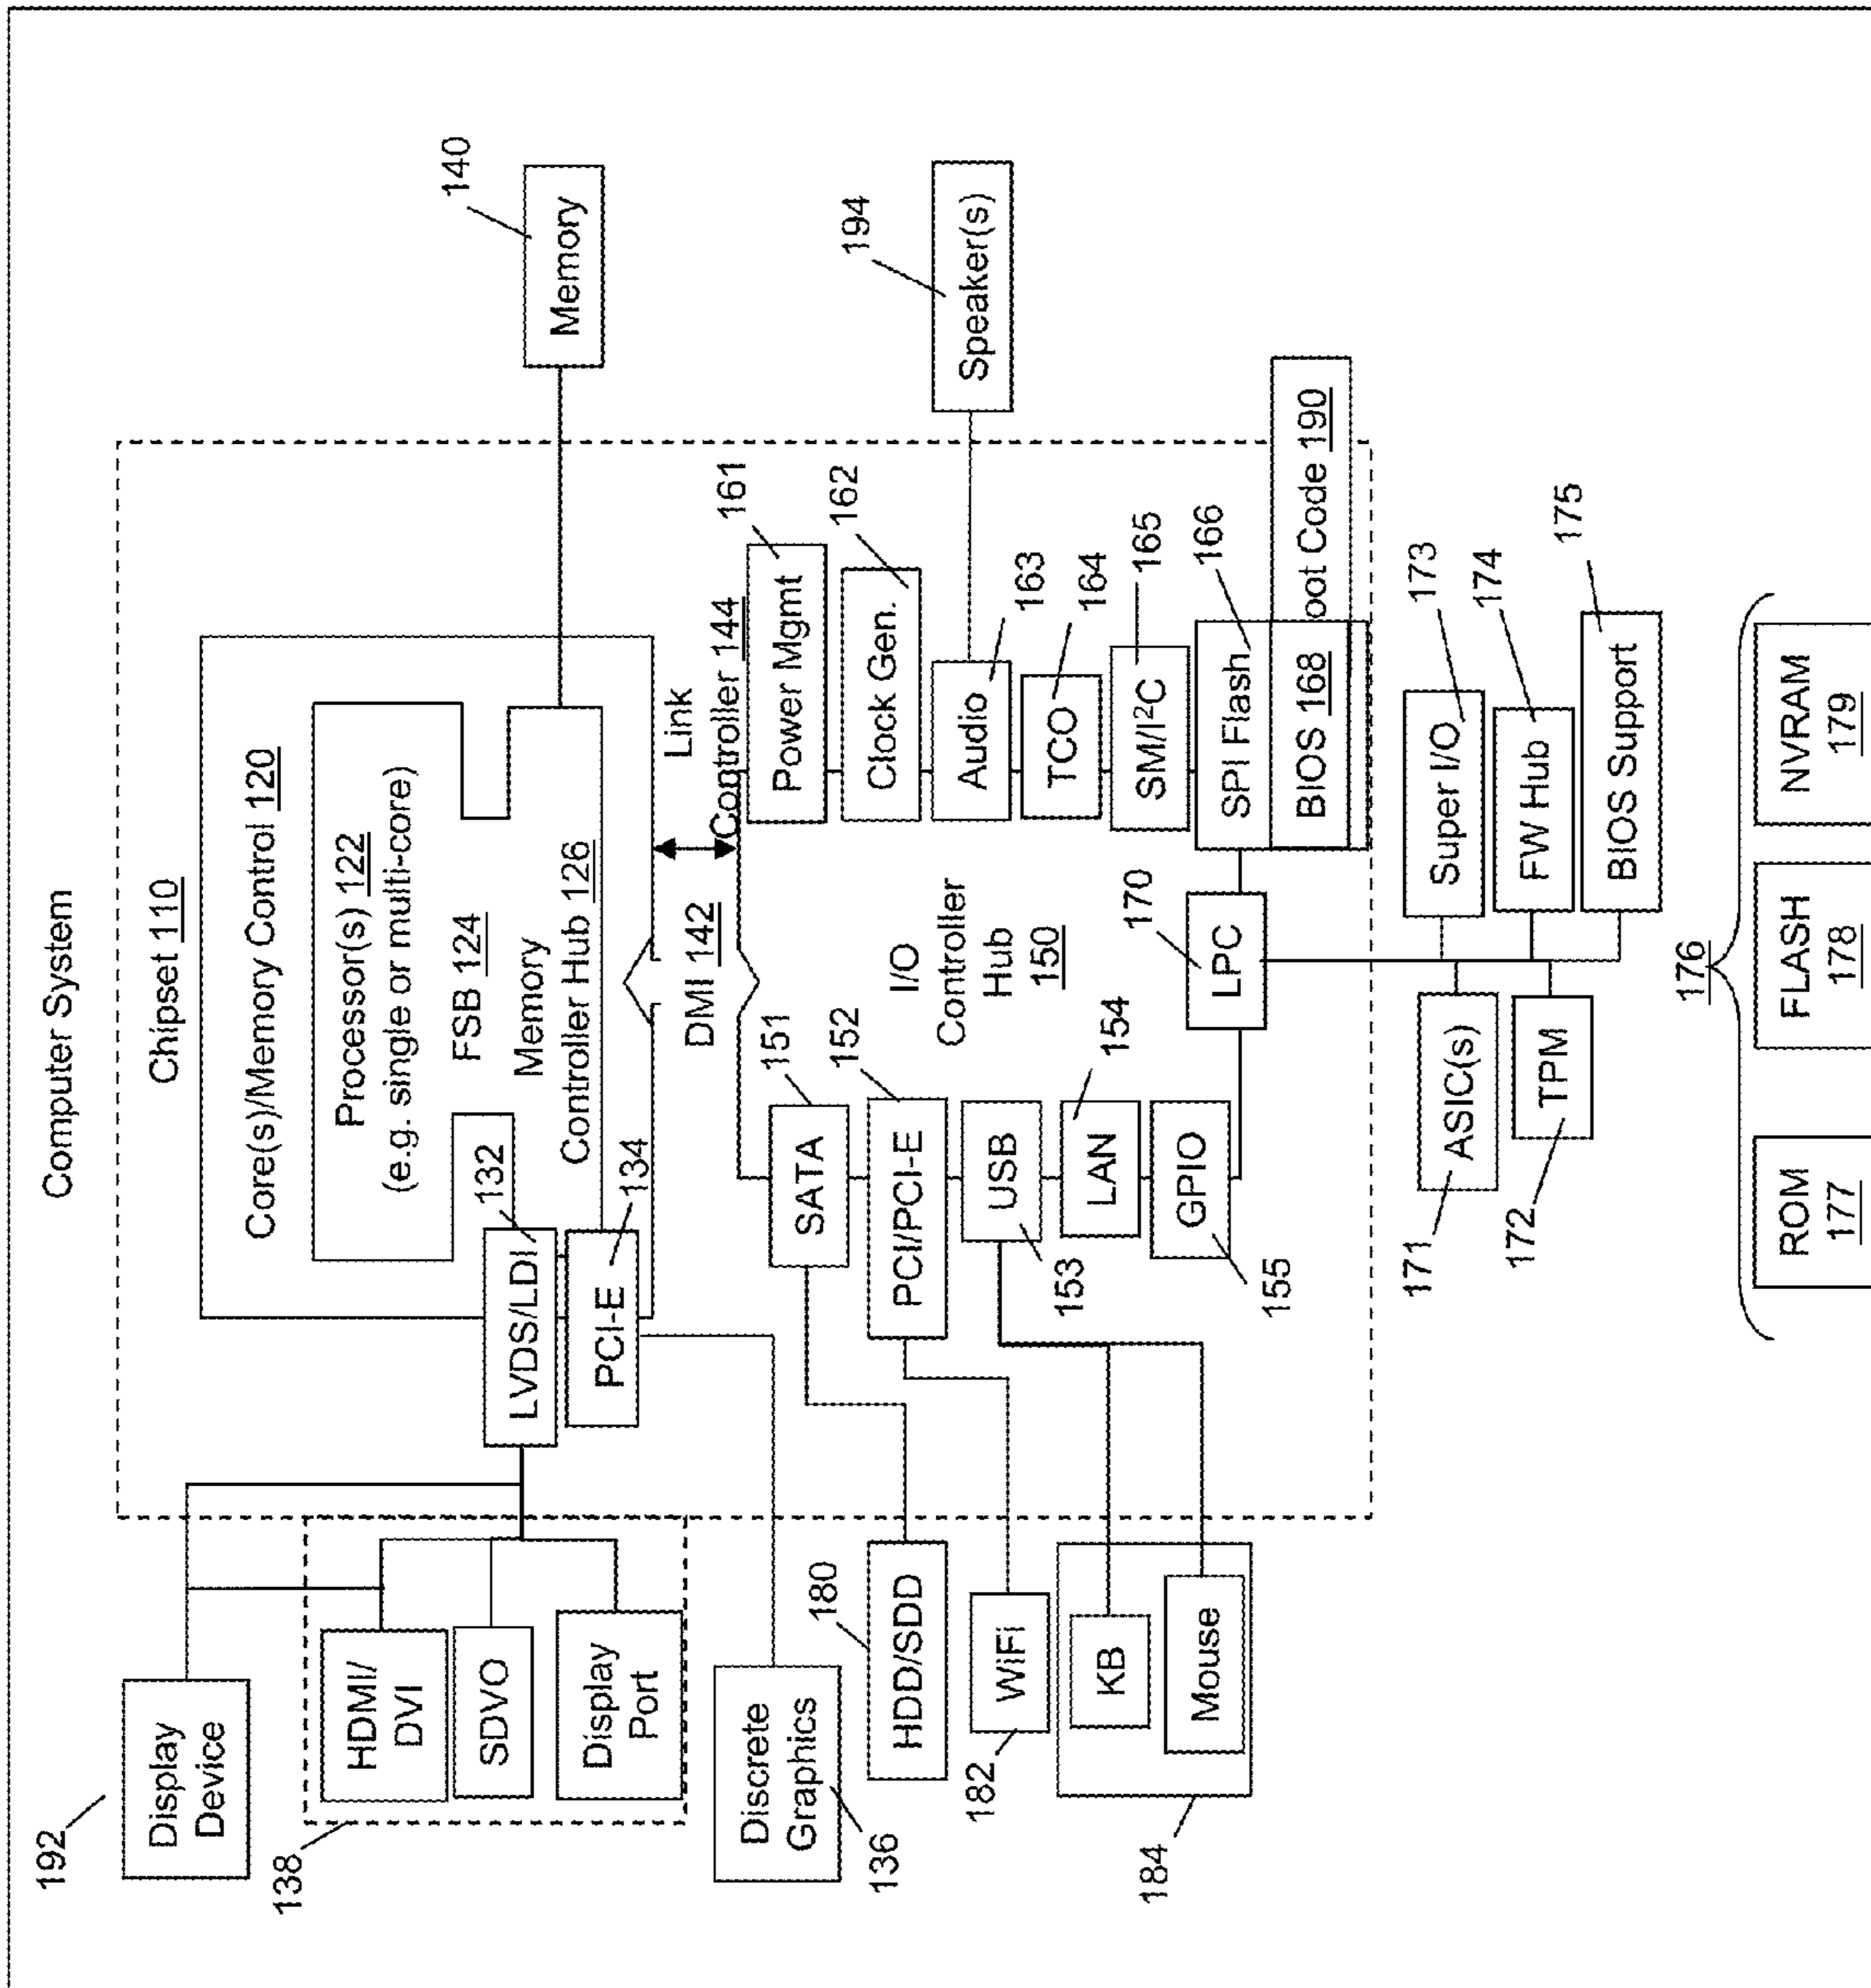 Computer System
Chipset 110
Core(s)/Memory Control 120
Processor(s) 122
(e.g. single or multi-core)
FSB 124
Memory
Controller Hub 126
192
Display
Device
138
HDMI/
DVI
SDVO
Display
Port
LVDS/LDI
132
PCI-E
134
Discrete
Graphics
136
Memory
140
DMI 142
Link
Controller 144
I/O
Controller
Hub
150
SATA
151
PCI/PCI-E
152
USB
153
LAN
154
GPIO
155
Power Mgmt
161
Clock Gen.
162
Audio
163
TCO
164
SM/I²C
165
SPI Flash
166
BIOS 168
oot Code 190
Speaker(s)
194
HDD/SDD
180
WiFi
182
KB
Mouse
184
LPC
170
ASIC(s)
171
TPM
172
Super I/O
173
FW Hub
174
BIOS Support
175
176
ROM
177
FLASH
178
NVRAM
179